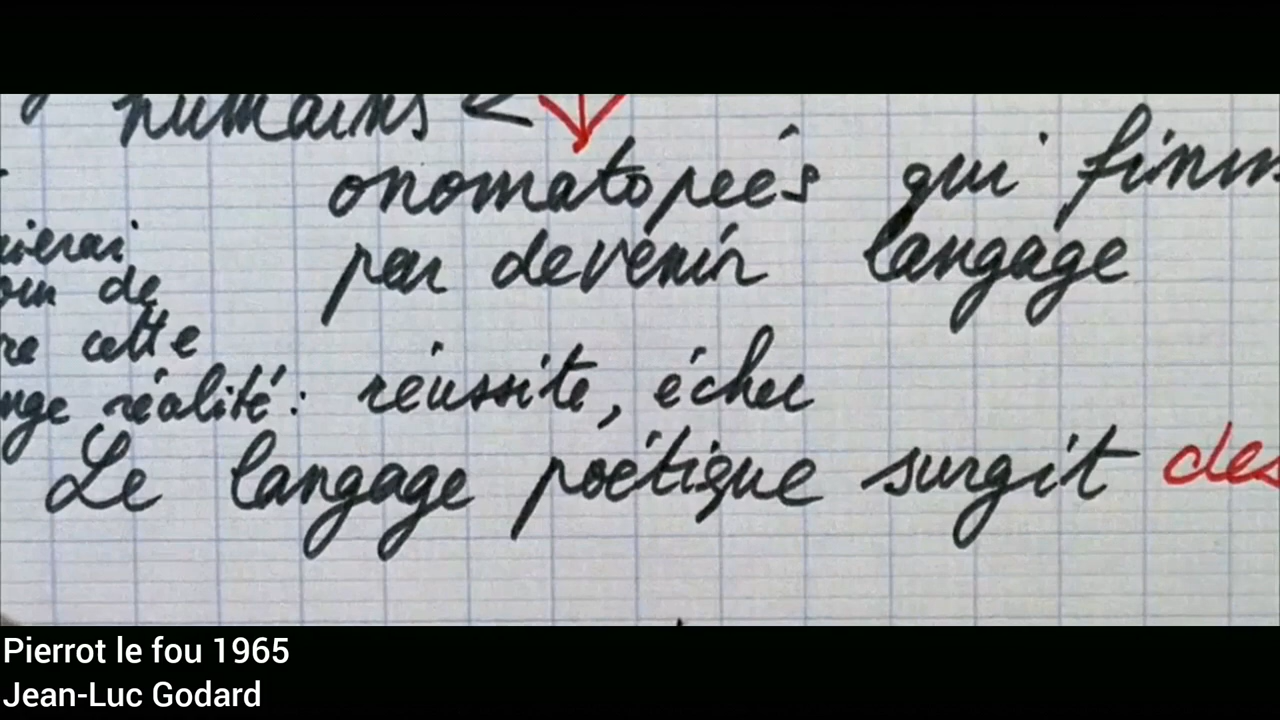 humains
onomatopées qui
par devenir langage
de
cette
réalité : réussite, échec
Le langage poétique surgit des
Pierrot le fou 1965
Jean-Luc Godard